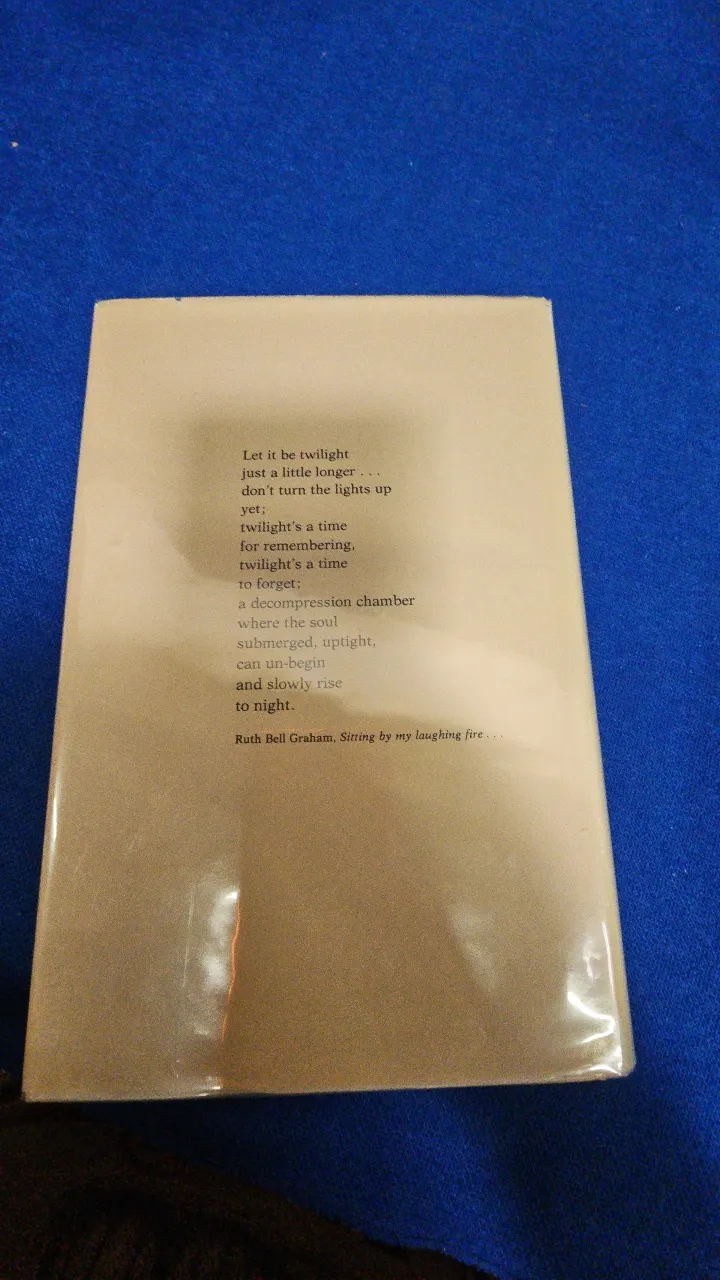 Let it be twilight
just a little longer . . .
don't turn the lights up
yet;
twilight's a time
for remembering,
twilight's a time
to forget;
a decompression chamber
where the soul
submerged, uptight,
can un-begin
and slowly rise
to night.
Ruth Bell Graham, Sitting by my laughing fire . . .